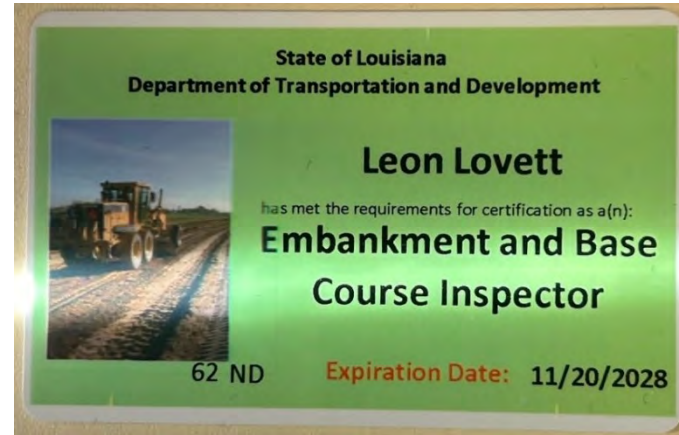 State of Louisiana
Department of Transportation and Development
Leon Lovett
has met the requirements for certification as a(n):
Embankment and Base
Course Inspector
62 ND Expiration Date: 11/20/2028